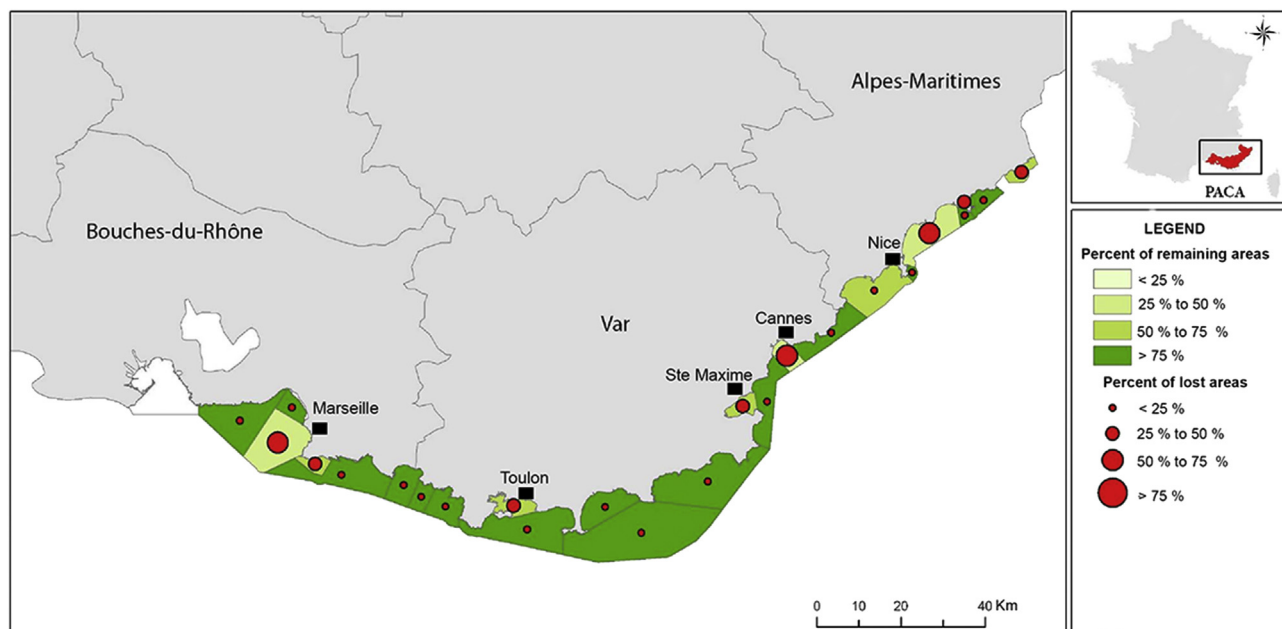 Alpes-Maritimes
Bouches-du-Rhône
Var
Nice
Cannes
Ste Maxime
Marseille
Toulon
0 10 20 40 Km
PACA
LEGEND
Percent of remaining areas
< 25 %
25 % to 50 %
50 % to 75 %
> 75 %
Percent of lost areas
< 25 %
25 % to 50 %
50 % to 75 %
> 75 %